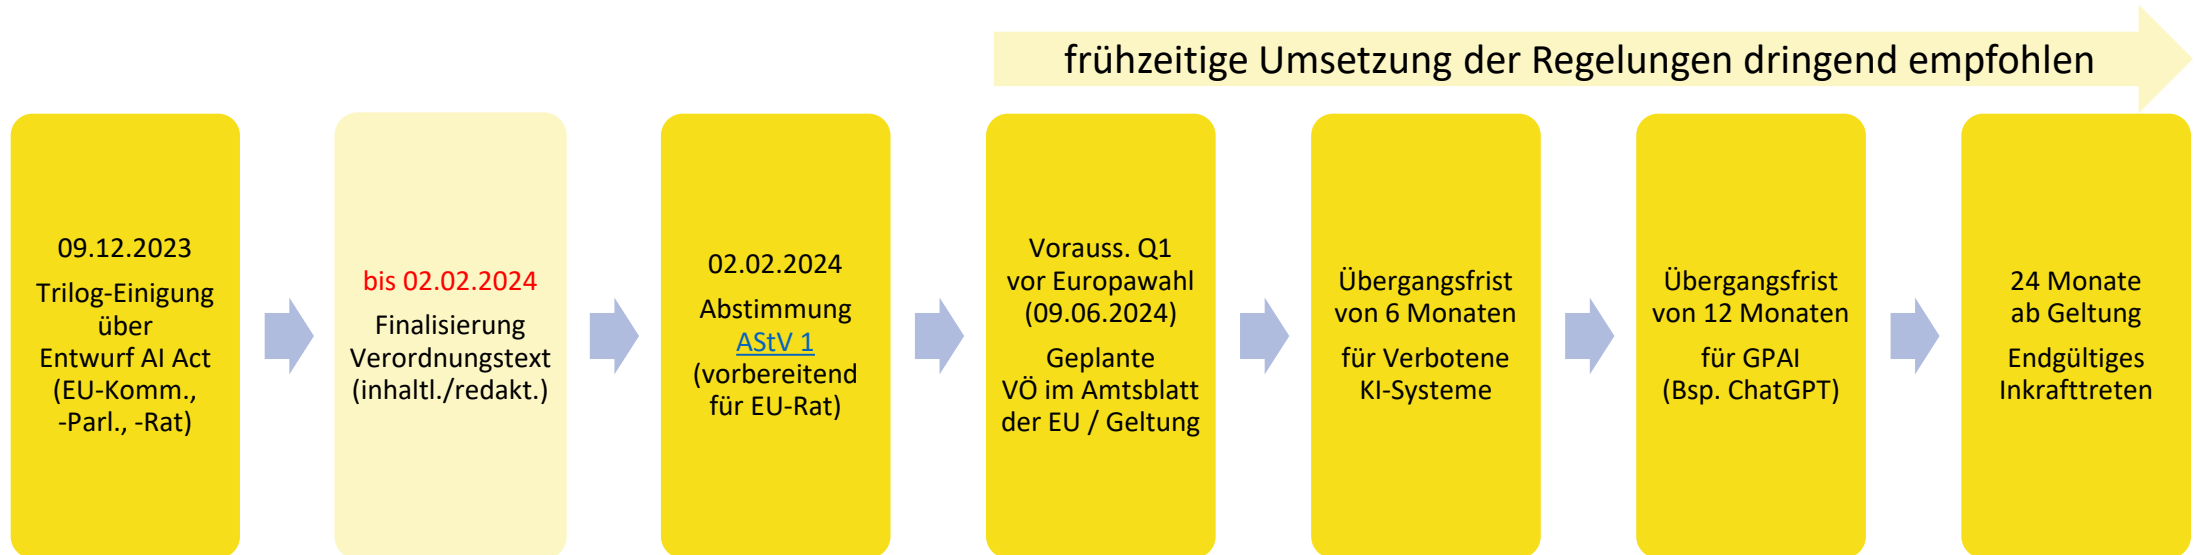 frühzeitige Umsetzung der Regelungen dringend empfohlen
09.12.2023
Trilog-Einigung
über
Entwurf AI Act
(EU-Komm.,
-Parl., -Rat)
bis 02.02.2024
Finalisierung
Verordnungstext
(inhaltl./redakt.)
02.02.2024
Abstimmung
AStV 1
(vorbereitend
für EU-Rat)
Vorauss. Q1
vor Europawahl
(09.06.2024)
Geplante
VÖ im Amtsblatt
der EU / Geltung
Übergangsfrist
von 6 Monaten
für Verbotene
KI-Systeme
Übergangsfrist
von 12 Monaten
für GPAI
(Bsp. ChatGPT)
24 Monate
ab Geltung
Endgültiges
Inkrafttreten